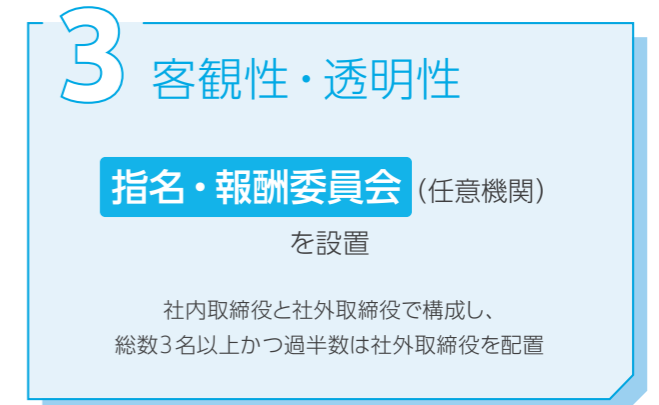 3 客観性・透明性
指名・報酬委員会(任意機関)
を設置
社内取締役と社外取締役で構成し、
総数3名以上かつ過半数は社外取締役を配置